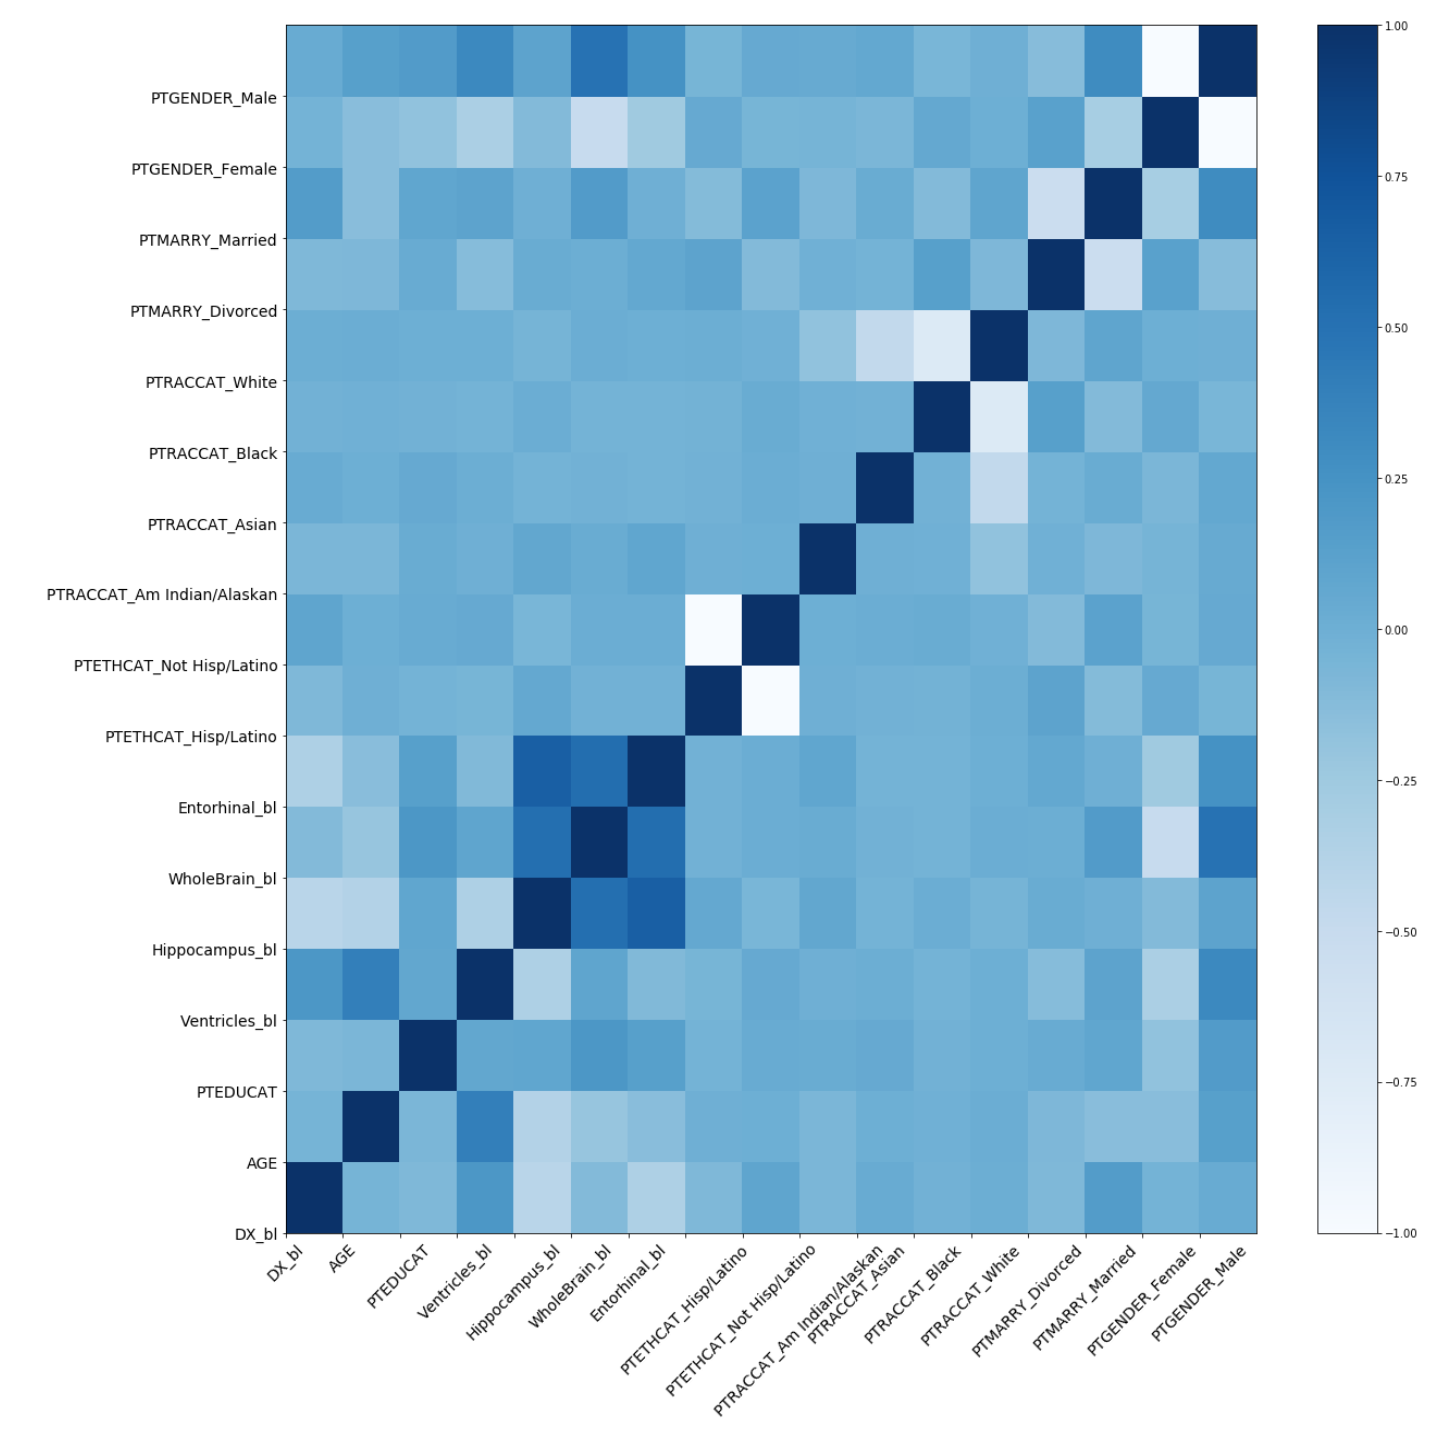 PTGENDER_Male
PTGENDER_Female
PTMARRY_Married
PTMARRY_Divorced
PTRACCAT_White
PTRACCAT_Black
PTRACCAT_Asian
PTRACCAT_Am Indian/Alaskan
PTETHCAT_Not Hisp/Latino
PTETHCAT_Hisp/Latino
Entorhinal_bl
WholeBrain_bl
Hippocampus_bl
Ventricles_bl
PTEDUCAT
AGE
DX_bl
DX_bl
AGE
PTEDUCAT
Ventricles_bl
Hippocampus_bl
WholeBrain_bl
Entorhinal_bl
PTETHCAT_Hisp/Latino
PTETHCAT_Not Hisp/Latino
PTRACCAT_Am Indian/Alaskan
PTRACCAT_Asian
PTRACCAT_Black
PTRACCAT_White
PTMARRY_Divorced
PTMARRY_Married
PTGENDER_Female
PTGENDER_Male
1.00
0.75
0.50
0.25
0.00
−0.25
−0.50
−0.75
−1.00